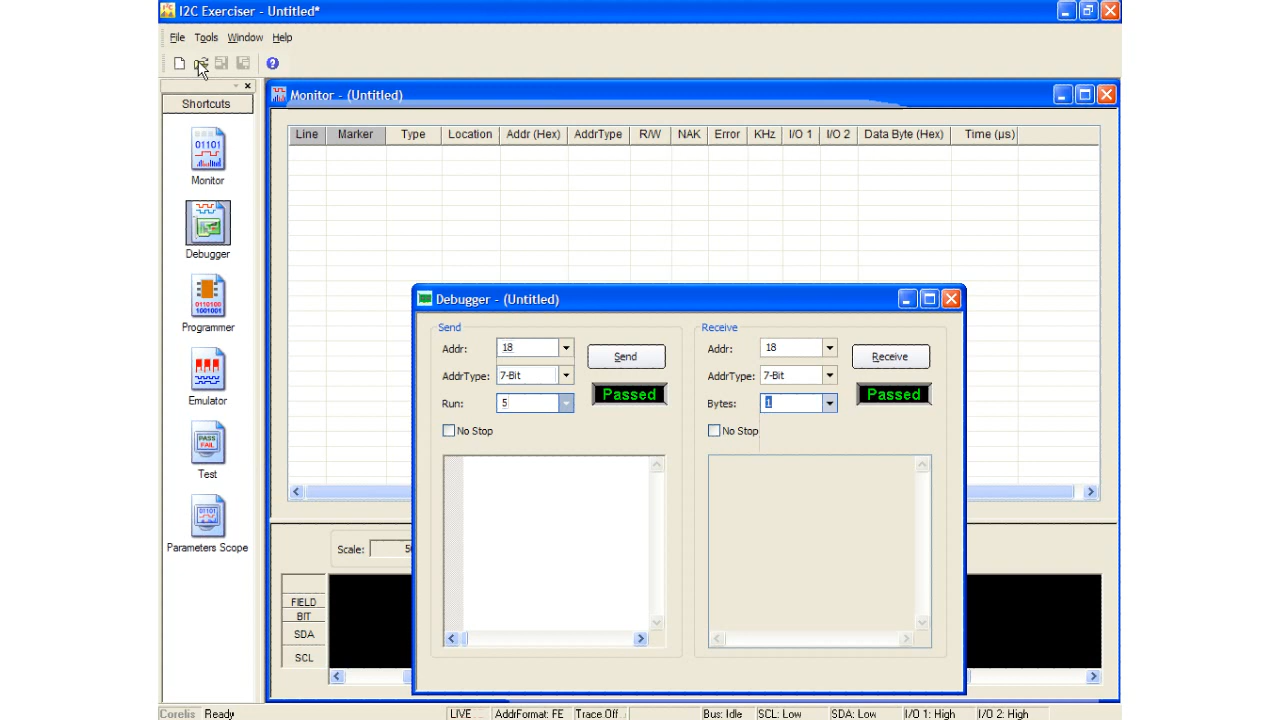 I2C Exerciser - Untitled*
File Tools Window Help
Shortcuts
Monitor
Debugger
Programmer
Emulator
Test
Parameters Scope
Monitor - (Untitled)
Line Marker Type Location Addr (Hex) AddrType R/W NAK Error KHz I/O 1 I/O 2 Data Byte (Hex) Time (µs)
Debugger - (Untitled)
Send
Addr: 18 Send
AddrType: 7-Bit Passed
Run: 5
No Stop
Receive
Addr: 18 Receive
AddrType: 7-Bit Passed
Bytes: 1
No Stop
Scale:
FIELD
BIT
SDA
SCL
Corelis Ready LIVE AddrFormat: FE Trace Off Bus: Idle SCL: Low SDA: Low I/O 1: High I/O 2: High